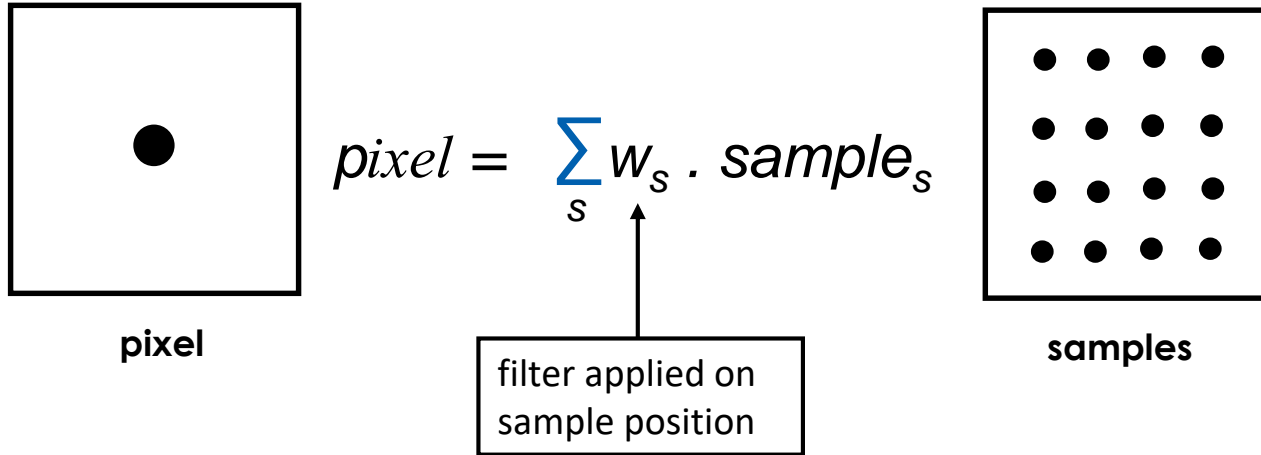 pixel = ∑ w_s . sample_s
s
pixel
samples
filter applied on
sample position